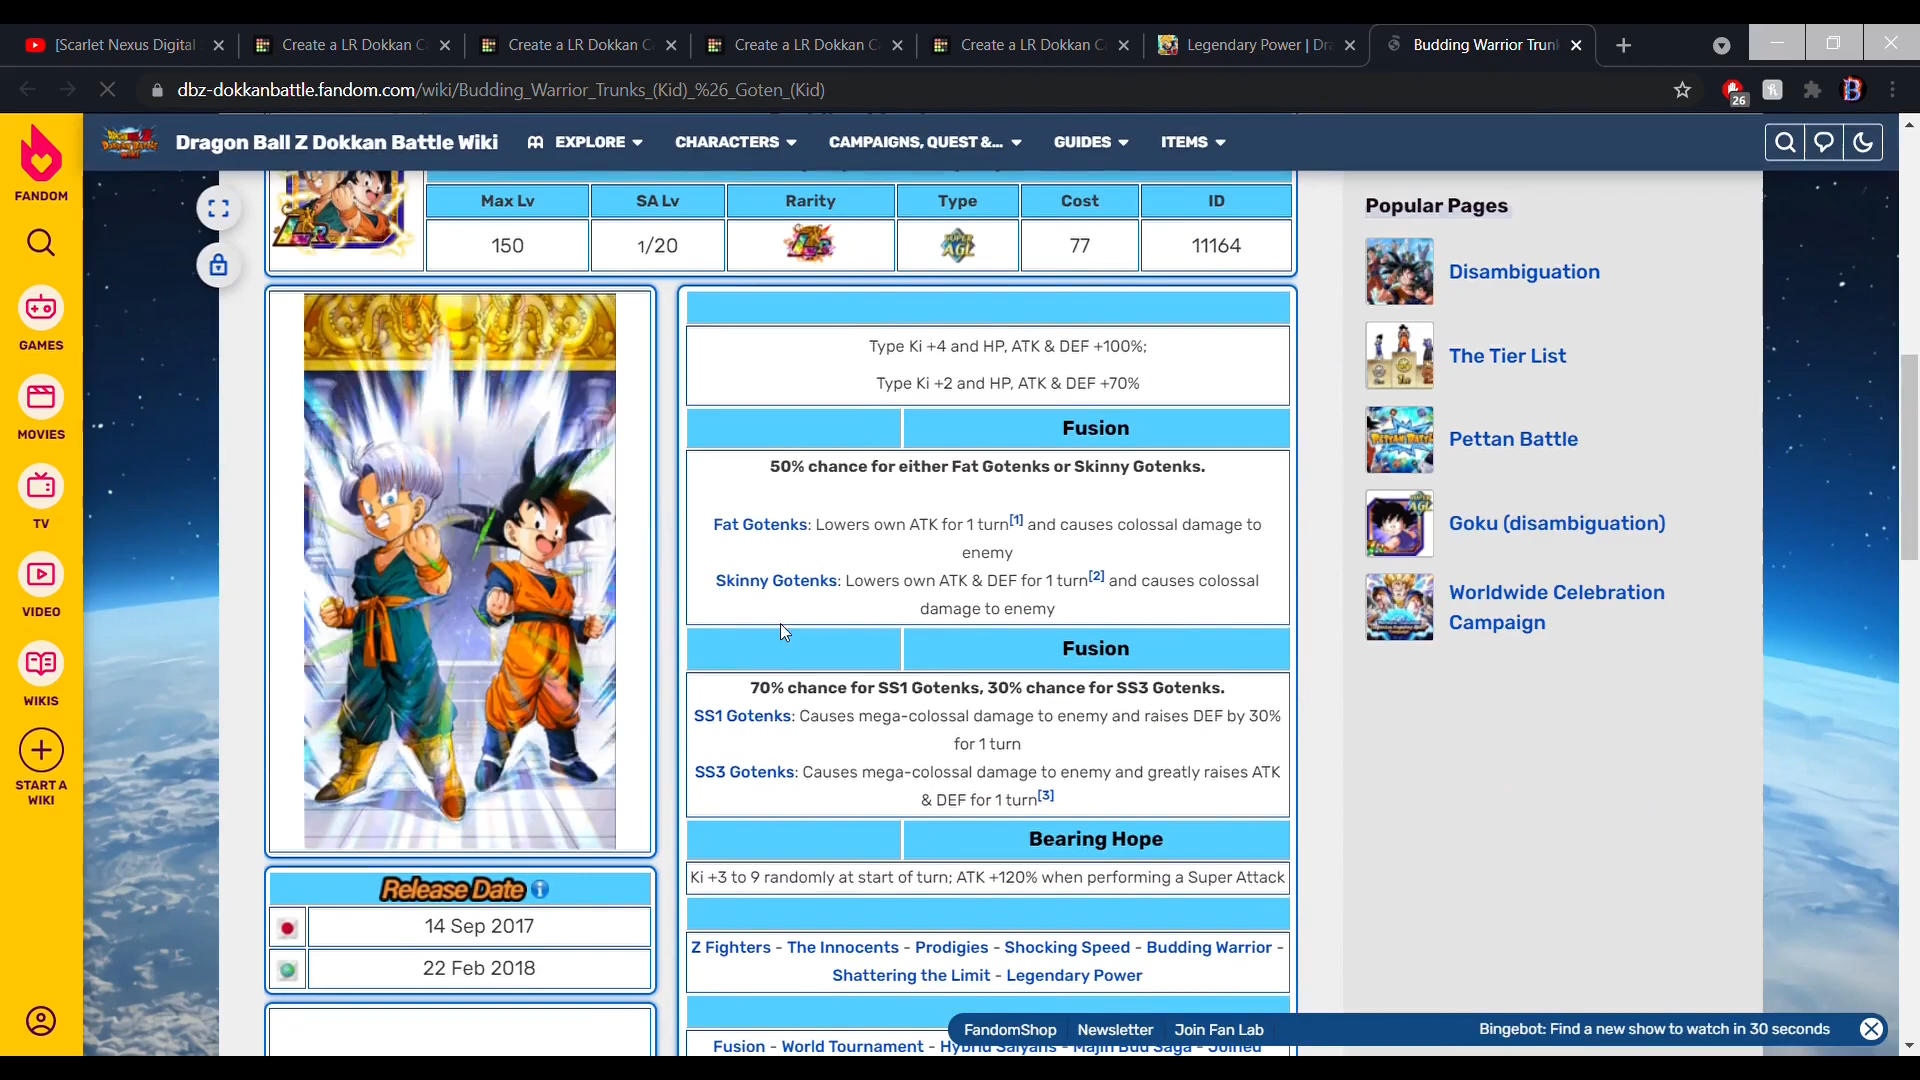 [Scarlet Nexus Digital
Create a LR Dokkan C
Create a LR Dokkan C
Create a LR Dokkan C
Create a LR Dokkan C
Legendary Power | Dr
Budding Warrior Trun
dbz-dokkanbattle.fandom.com/wiki/Budding_Warrior_Trunks_(Kid)_%26_Goten_(Kid)
26
Dragon Ball Z Dokkan Battle Wiki
EXPLORE
CHARACTERS
CAMPAIGNS, QUEST &...
GUIDES
ITEMS
FANDOM
GAMES
MOVIES
TV
VIDEO
WIKIS
START A
WIKI
Max Lv
SA Lv
Rarity
Type
Cost
ID
150
1/20
LR
SUPER
AGL
77
11164
Type Ki +4 and HP, ATK & DEF +100%;
Type Ki +2 and HP, ATK & DEF +70%
Fusion
50% chance for either Fat Gotenks or Skinny Gotenks.
Fat Gotenks: Lowers own ATK for 1 turn[1] and causes colossal damage to
enemy
Skinny Gotenks: Lowers own ATK & DEF for 1 turn[2] and causes colossal
damage to enemy
Fusion
70% chance for SS1 Gotenks, 30% chance for SS3 Gotenks.
SS1 Gotenks: Causes mega-colossal damage to enemy and raises DEF by 30%
for 1 turn
SS3 Gotenks: Causes mega-colossal damage to enemy and greatly raises ATK
& DEF for 1 turn[3]
Bearing Hope
Ki +3 to 9 randomly at start of turn; ATK +120% when performing a Super Attack
Z Fighters - The Innocents - Prodigies - Shocking Speed - Budding Warrior -
Shattering the Limit - Legendary Power
Fusion - World Tournament - Hybrid Saiyans - Majin Buu Saga - Joined
Release Date
14 Sep 2017
22 Feb 2018
Popular Pages
Disambiguation
The Tier List
Pettan Battle
Goku (disambiguation)
Worldwide Celebration
Campaign
FandomShop
Newsletter
Join Fan Lab
Bingebot: Find a new show to watch in 30 seconds